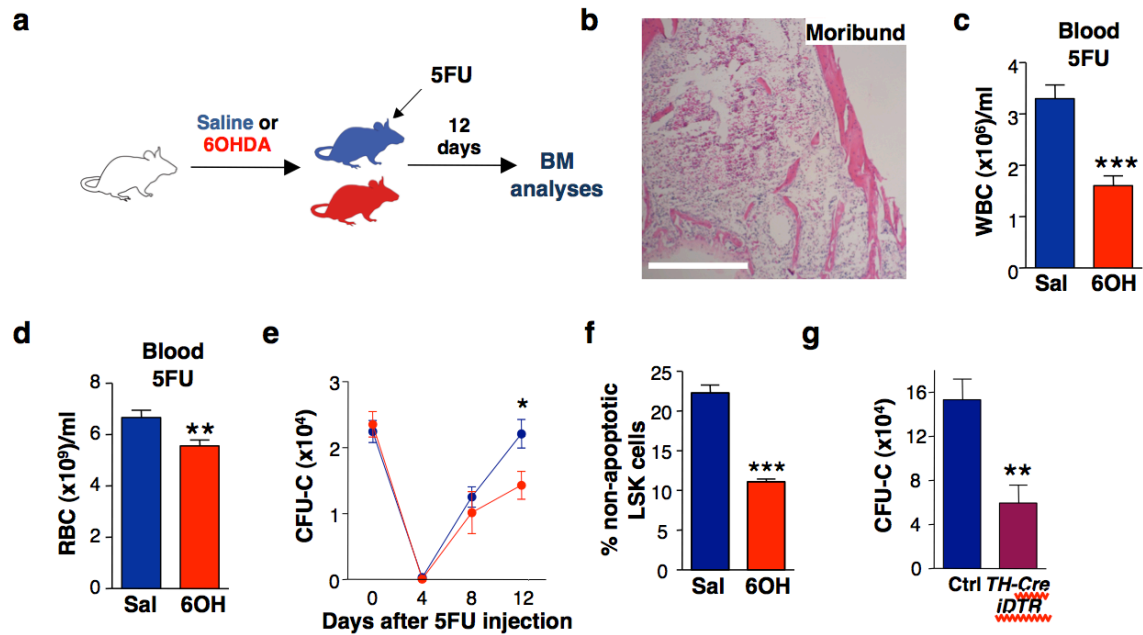 a
Saline or
6OHDA
5FU
12
days
BM
analyses
b
Moribund
c
Blood
5FU
WBC (x10⁶)/ml
4
3
2
1
0
***
Sal
6OH
d
Blood
5FU
RBC (x10⁹)/ml
8
6
4
2
0
**
Sal
6OH
e
CFU-C (x10⁴)
3
2
1
0
*
0 4 8 12
Days after 5FU injection
f
% non-apoptotic
LSK cells
25
20
15
10
5
0
***
Sal
6OH
g
CFU-C (x10⁴)
16
12
8
4
0
**
Ctrl TH-Cre
iDTR